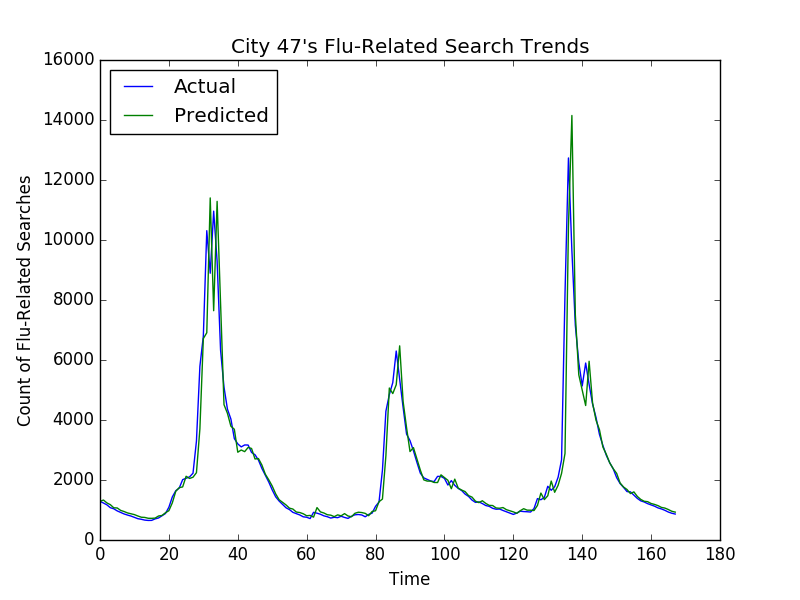 City 47's Flu-Related Search Trends
16000
14000
12000
10000
8000
6000
4000
2000
0
Count of Flu-Related Searches
Actual
Predicted
0 20 40 60 80 100 120 140 160 180
Time